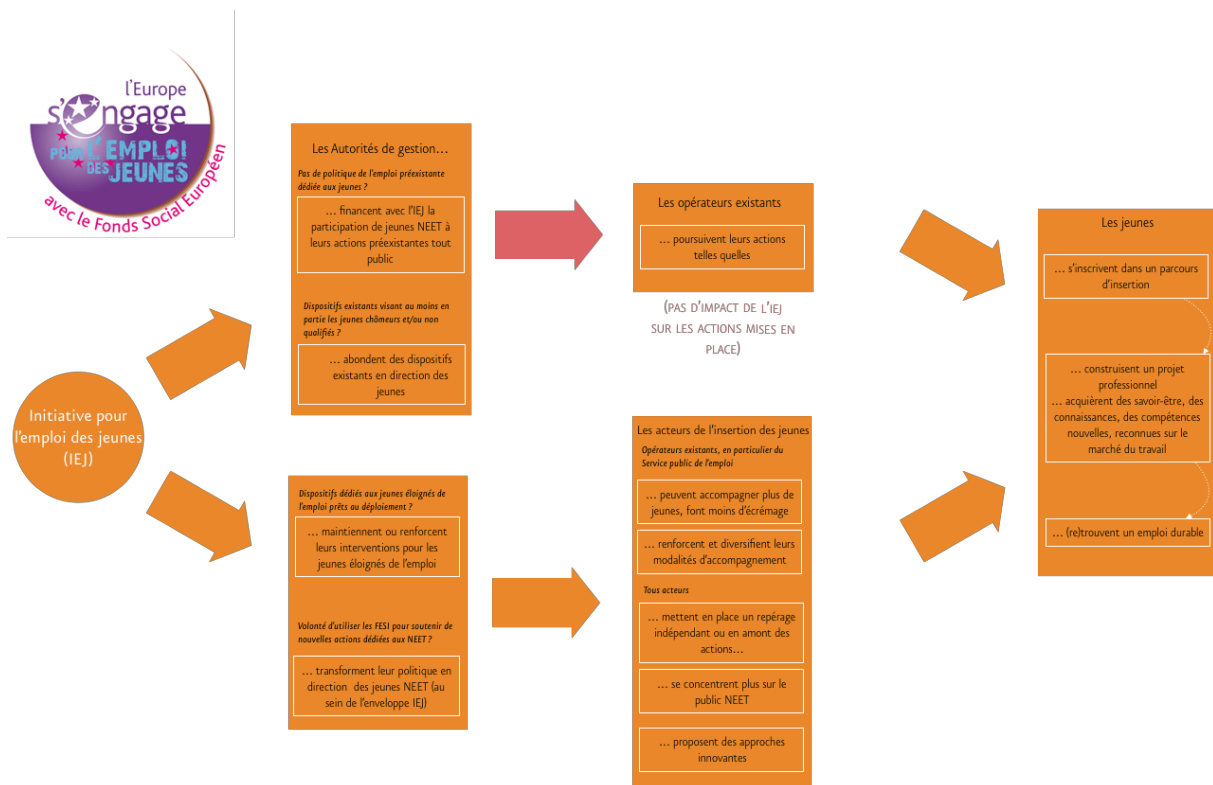 l'Europe
s'engage
POUR L'EMPLOI
DES JEUNES
avec le Fonds Social Européen
Initiative pour
l'emploi des jeunes
(IEJ)
Les Autorités de gestion...
Pas de politique de l'emploi préexistante
dédiée aux jeunes ?
... financent avec l'IEJ la
participation de jeunes NEET à
leurs actions préexistantes tout
public
Dispositifs existants visant au moins en
partie les jeunes chômeurs et/ou non
qualifiés ?
... abondent des dispositifs
existants en direction des
jeunes
Dispositifs dédiés aux jeunes éloignés de
l'emploi prêts au déploiement ?
... maintiennent ou renforcent
leurs interventions pour les
jeunes éloignés de l'emploi
Volonté d'utiliser les FESI pour soutenir de
nouvelles actions dédiées aux NEET ?
... transforment leur politique en
direction des jeunes NEET (au
sein de l'enveloppe IEJ)
Les opérateurs existants
... poursuivent leurs actions
telles quelles
(PAS D'IMPACT DE L'IEJ
SUR LES ACTIONS MISES EN
PLACE)
Les acteurs de l'insertion des jeunes
Opérateurs existants, en particulier du
Service public de l'emploi
... peuvent accompagner plus de
jeunes, font moins d'écrémage
... renforcent et diversifient leurs
modalités d'accompagnement
Tous acteurs
... mettent en place un repérage
indépendant ou en amont des
actions...
... se concentrent plus sur le
public NEET
... proposent des approches
innovantes
Les jeunes
... s'inscrivent dans un parcours
d'insertion
... construisent un projet
professionnel
... acquièrent des savoir-être, des
connaissances, des compétences
nouvelles, reconnues sur le
marché du travail
... (re)trouvent un emploi durable